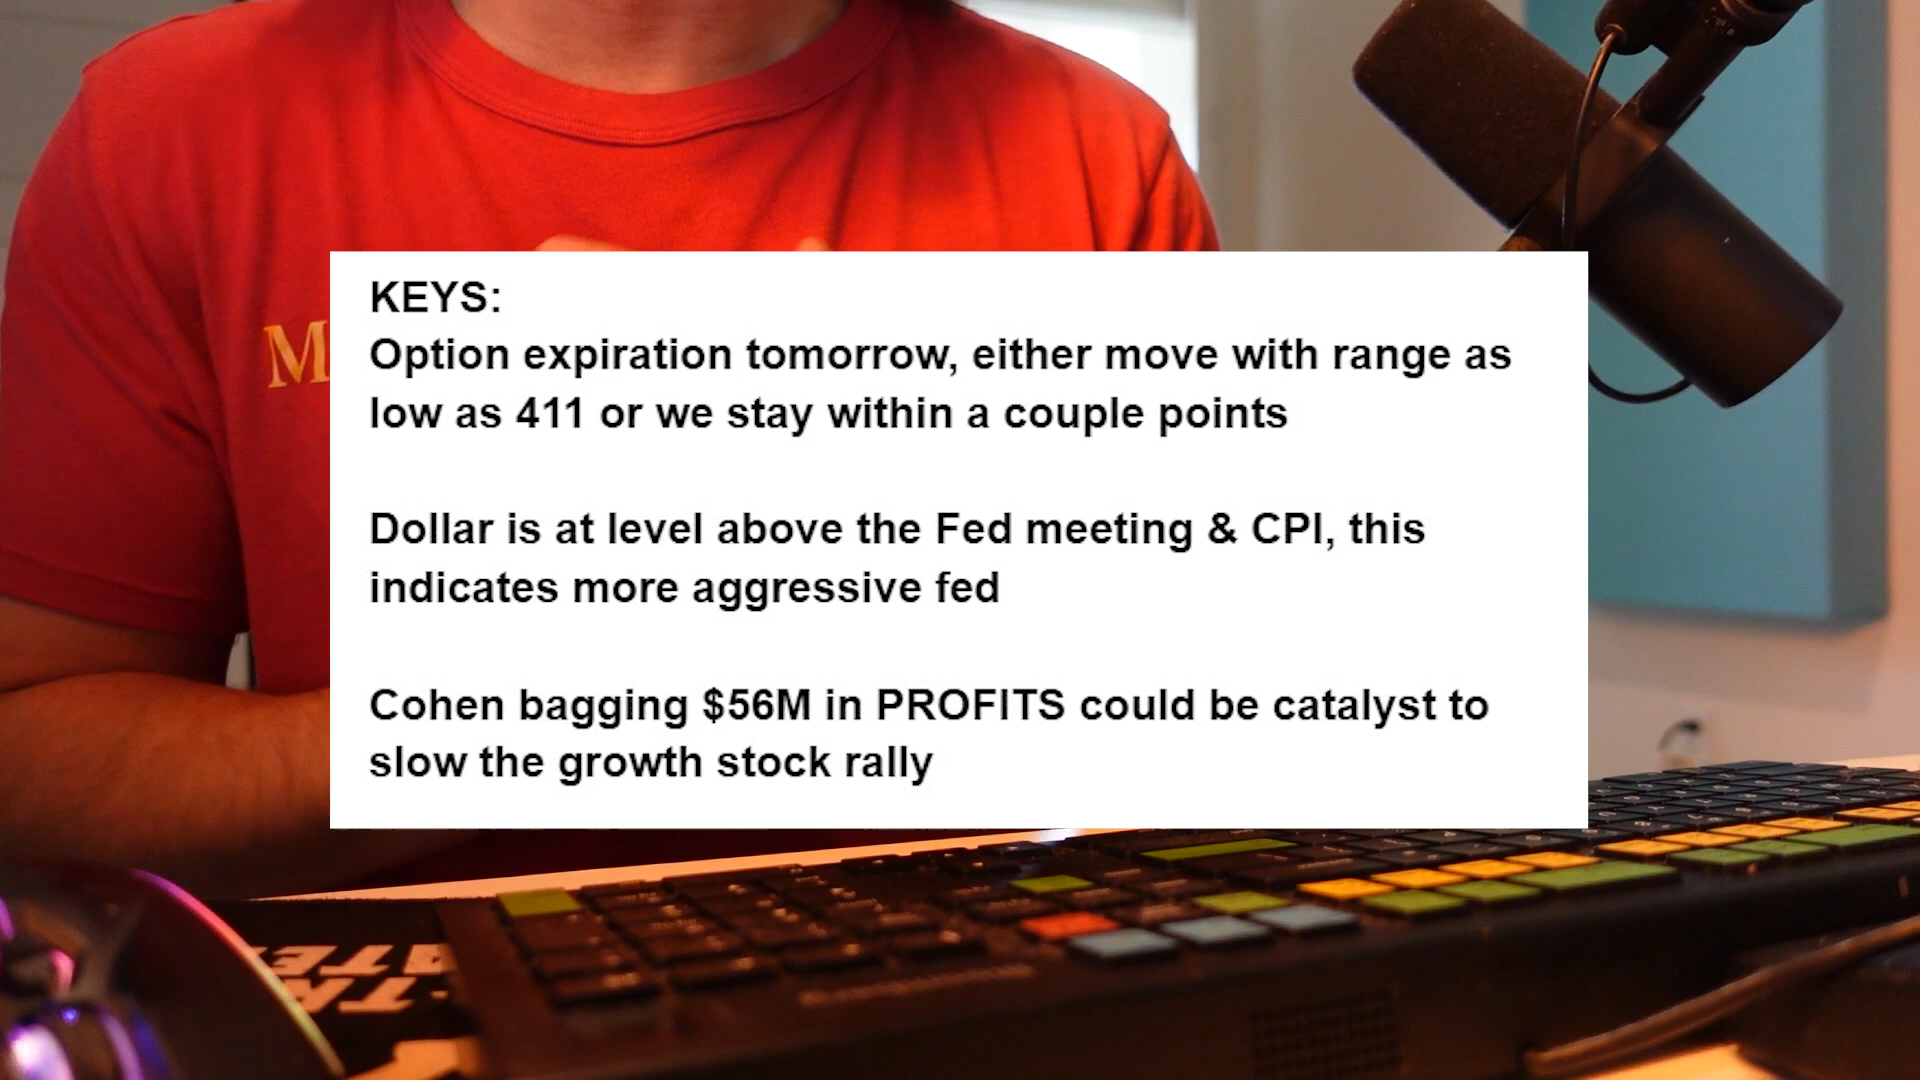 KEYS:
Option expiration tomorrow, either move with range as
low as 411 or we stay within a couple points
Dollar is at level above the Fed meeting & CPI, this
indicates more aggressive fed
Cohen bagging $56M in PROFITS could be catalyst to
slow the growth stock rally
M